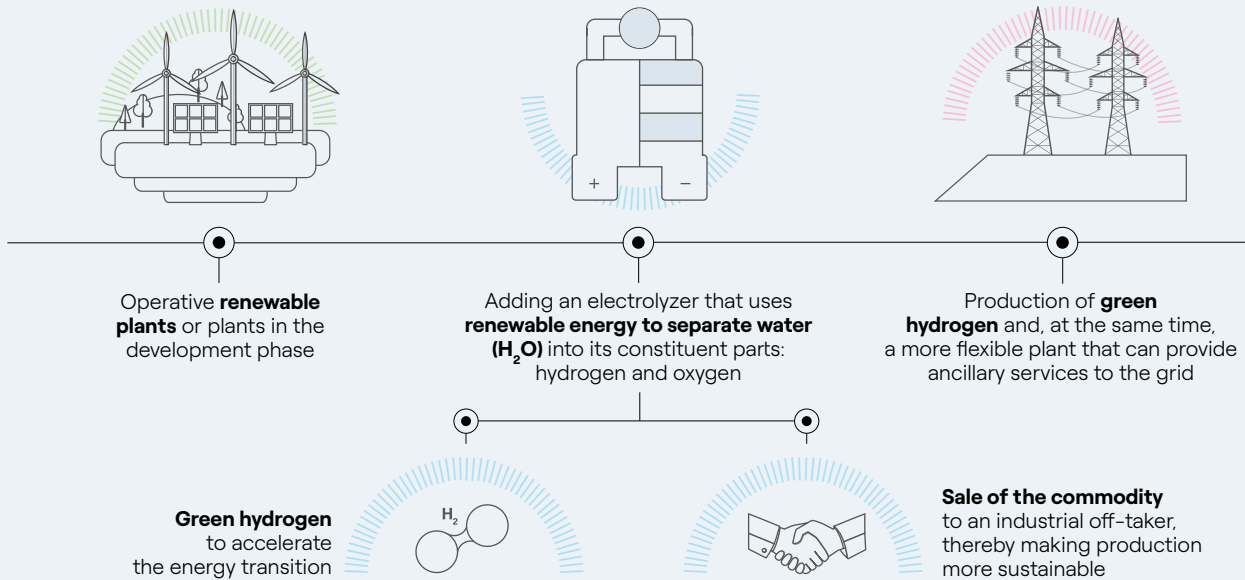 +
−
Operative renewable
plants or plants in the
development phase
Adding an electrolyzer that uses
renewable energy to separate water
(H₂O) into its constituent parts:
hydrogen and oxygen
Production of green
hydrogen and, at the same time,
a more flexible plant that can provide
ancillary services to the grid
Green hydrogen
to accelerate
the energy transition
H₂
Sale of the commodity
to an industrial off-taker,
thereby making production
more sustainable